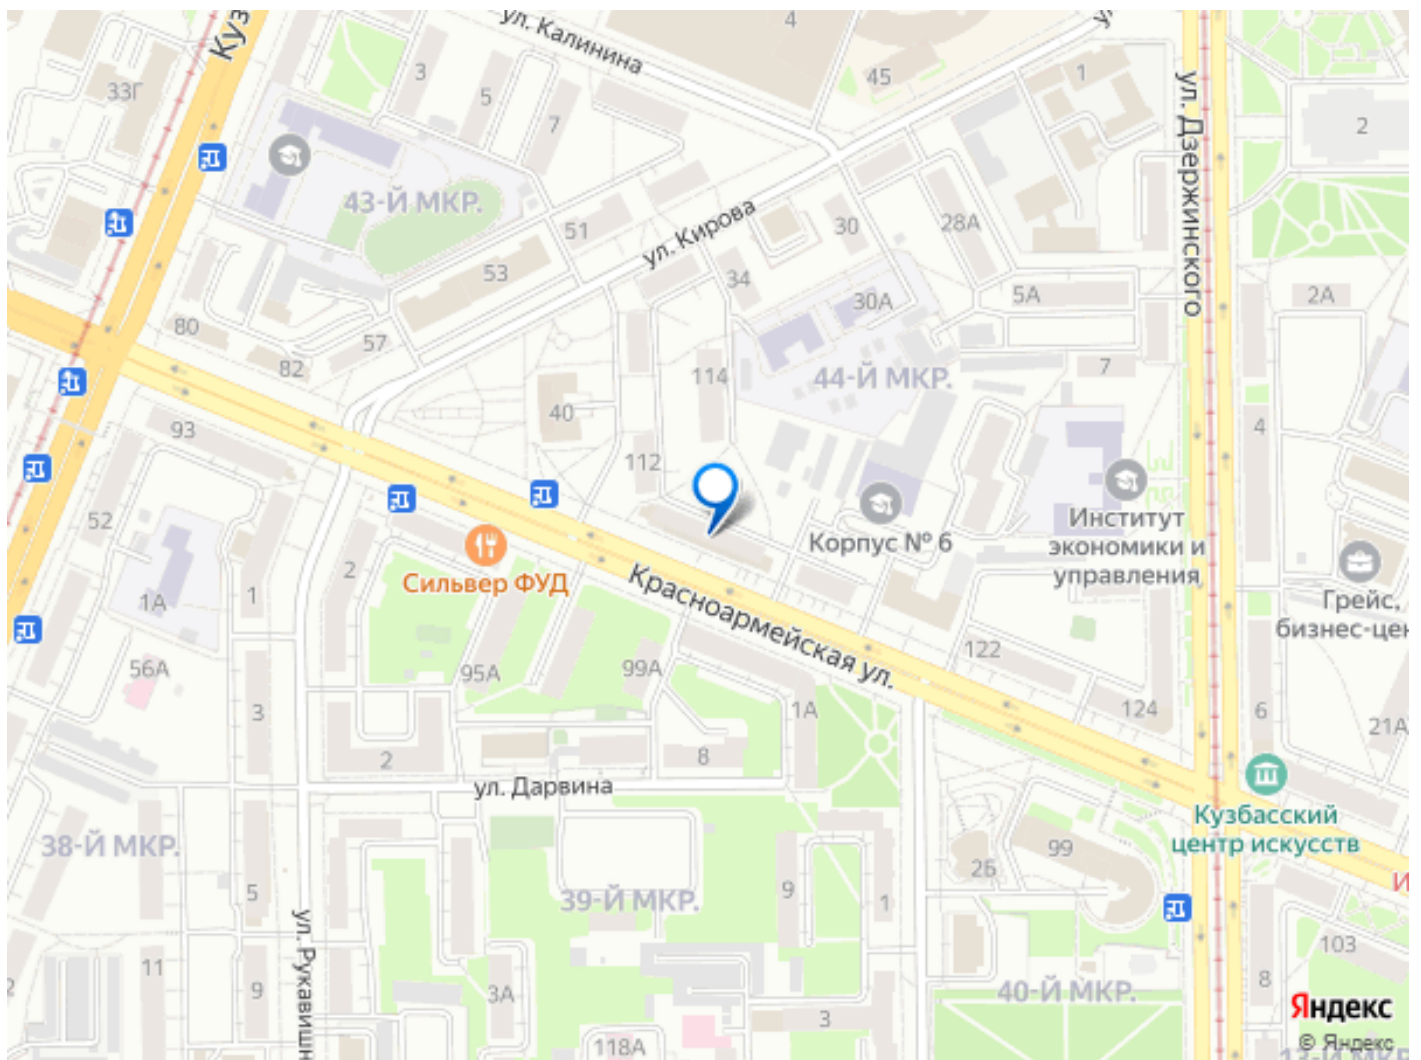 ул. Калинина
4
45
1
2
33Г
3
5
7
Куз
ул. Дзержинского
43-Й МКР.
51
ул. Кирова
30
28А
53
34
30А
5А
2А
80
57
82
114
44-Й МКР.
7
40
4
93
112
52
Корпус № 6
Институт
экономики и
управления
Сильвер ФУД
Красноармейская ул.
Грейс,
бизнес-цен
1А
1
2
56А
95А
99А
122
1А
124
6
21А
3
2
8
ул. Дарвина
Кузбасский
центр искусств
38-Й МКР.
99
2Б
39-Й МКР.
9
1
5
И
103
ул. Рукавишн
11
9
3А
40-Й МКР.
8
3
118А
Яндекс
© Яндекс